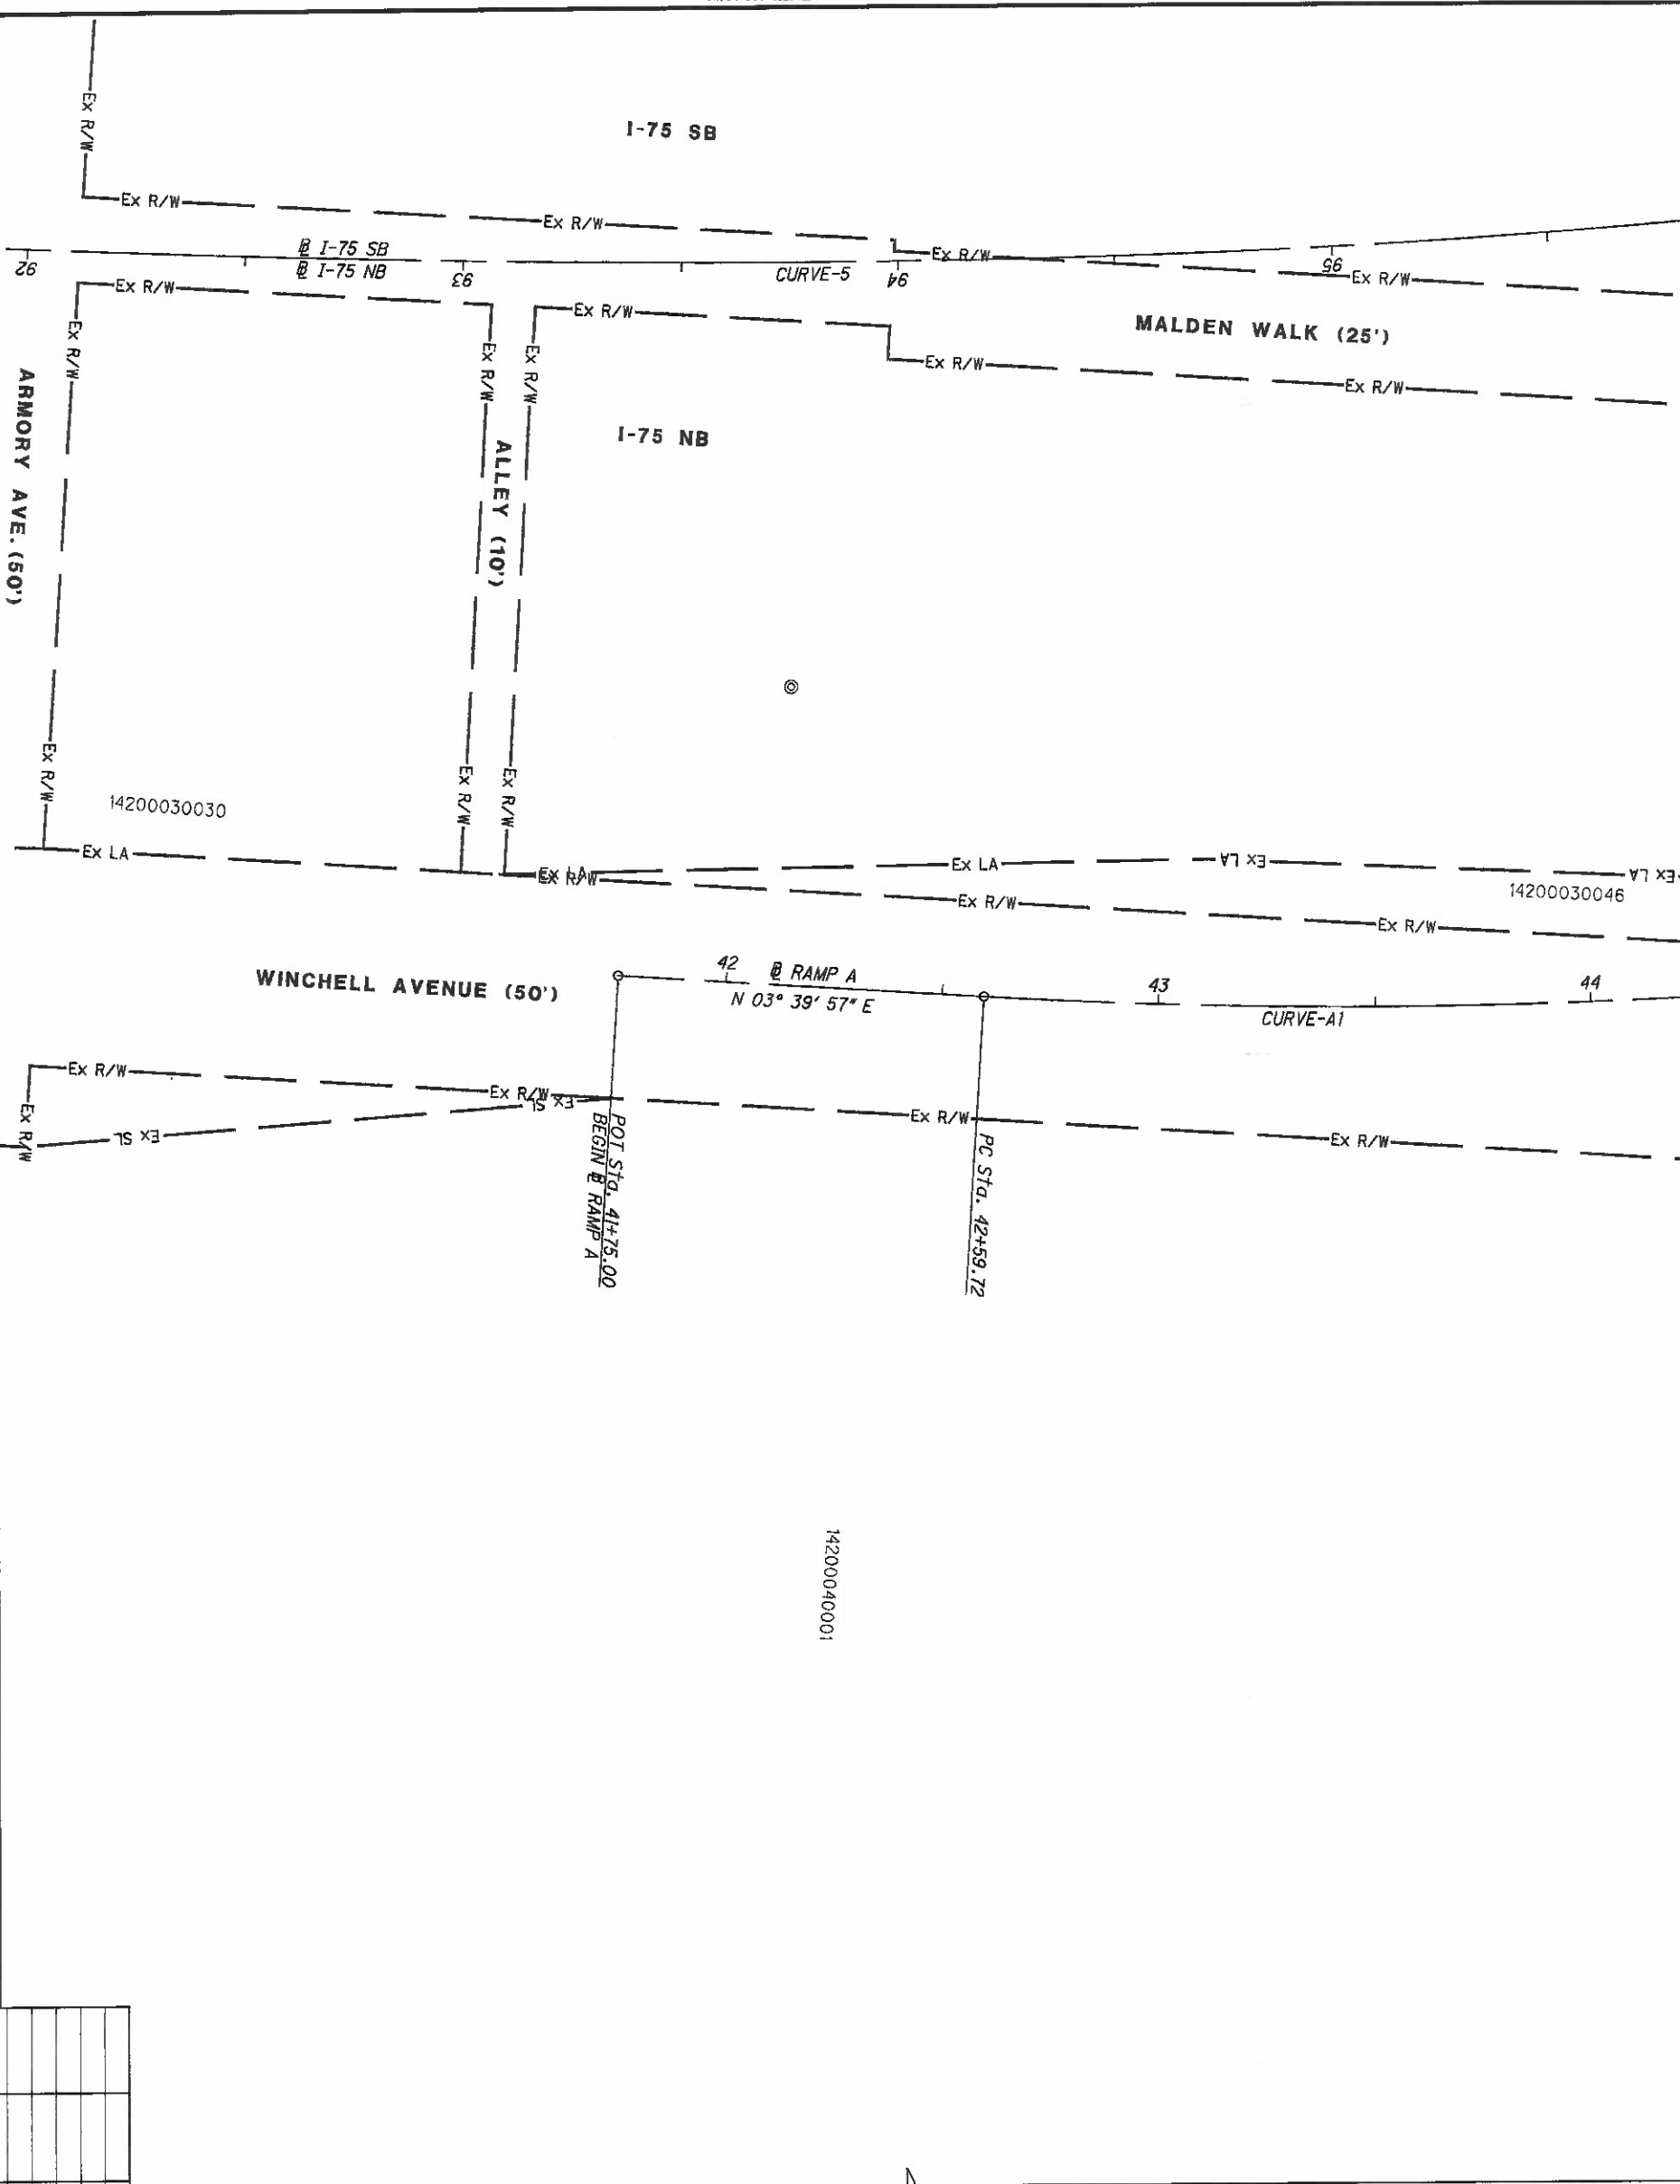 Ex R/W
I-75 SB
Ex R/W
Ex R/W
Ex R/W
℄ I-75 SB
℄ I-75 NB
CURVE-5
92
93
94
95
Ex R/W
Ex R/W
Ex R/W
MALDEN WALK (25')
Ex R/W
Ex R/W
Ex R/W
Ex R/W
Ex R/W
Ex R/W
ARMORY AVE. (50')
ALLEY (10')
I-75 NB
Ex R/W
Ex R/W
Ex R/W
14200030030
Ex LA
Ex LA
Ex R/W
Ex LA
Ex LA
Ex LA
14200030046
Ex R/W
Ex R/W
WINCHELL AVENUE (50')
42
℄ RAMP A
N 03° 39' 57" E
43
44
CURVE-A1
Ex R/W
Ex R/W
Ex SL
Ex R/W
Ex SL
Ex R/W
Ex R/W
POT Sta. 41+75.00
BEGIN ℄ RAMP A
PC Sta. 42+59.72
14200040001